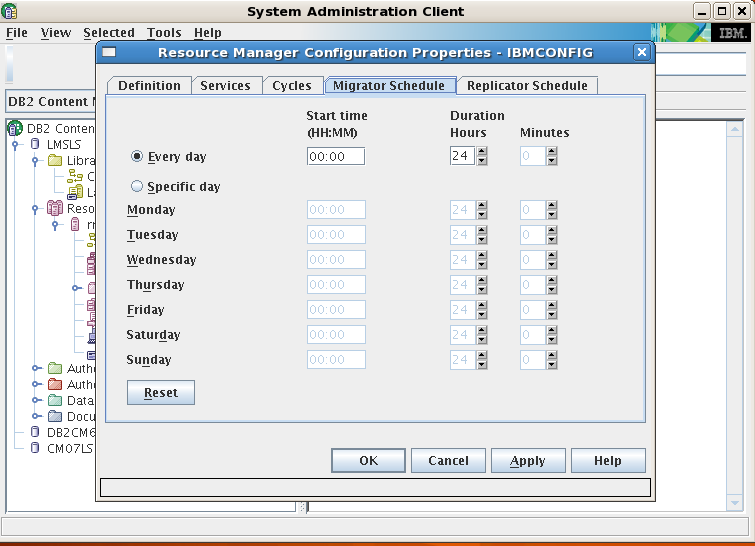 System Administration Client
File View Selected Tools Help
IBM.
Resource Manager Configuration Properties - IBMCONFIG
Definition Services Cycles Migrator Schedule Replicator Schedule
DB2 Content
DB2 Conten
LMSLS
Libra
C
La
Reso
Autho
Autho
Data
Docu
DB2CM6
CM07LS
Start time Duration
(HH:MM) Hours Minutes
Every day 00:00 24 0
Specific day
Monday 00:00 24 0
Tuesday 00:00 24 0
Wednesday 00:00 24 0
Thursday 00:00 24 0
Friday 00:00 24 0
Saturday 00:00 24 0
Sunday 00:00 24 0
Reset
OK Cancel Apply Help